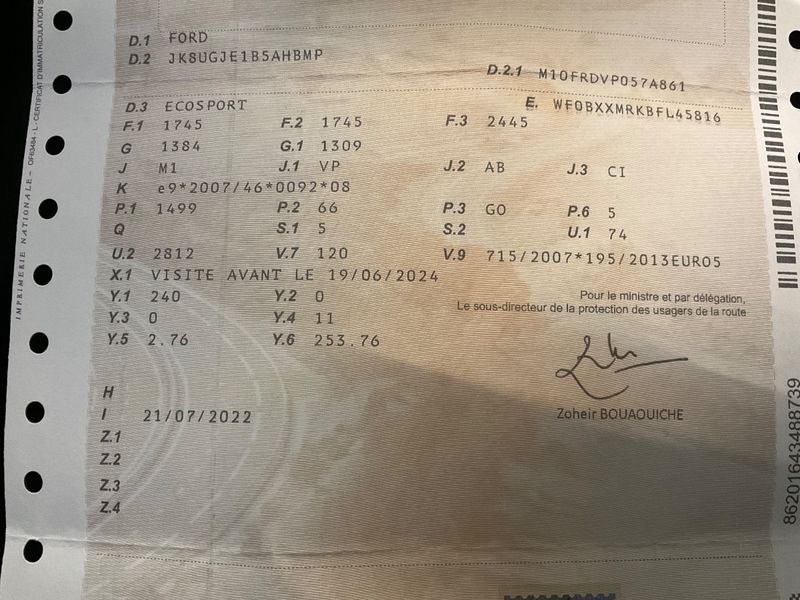 D.1 FORD
D.2 JK8UGJE1B5AHBMP
D.2.1 M10FRDVP057A861
D.3 ECOSPORT
E. WF0BXXMRKBFL45816
F.1 1745 F.2 1745 F.3 2445
G 1384 G.1 1309
J M1 J.1 VP J.2 AB J.3 CI
K e9*2007/46*0092*08
P.1 1499 P.2 66 P.3 GO P.6 5
Q S.1 5 S.2 U.1 74
U.2 2812 V.7 120 V.9 715/2007*195/2013EURO5
X.1 VISITE AVANT LE 19/06/2024
Y.1 240 Y.2 0
Y.3 0 Y.4 11
Y.5 2.76 Y.6 253.76
Pour le ministre et par délégation,
Le sous-directeur de la protection des usagers de la route
Zoheir BOUAOUICHE
H
I 21/07/2022
Z.1
Z.2
Z.3
Z.4
IMPRIMERIE NATIONALE - OP63484 - L - CERTIFICAT D'IMMATRICULATION S
86201643488739